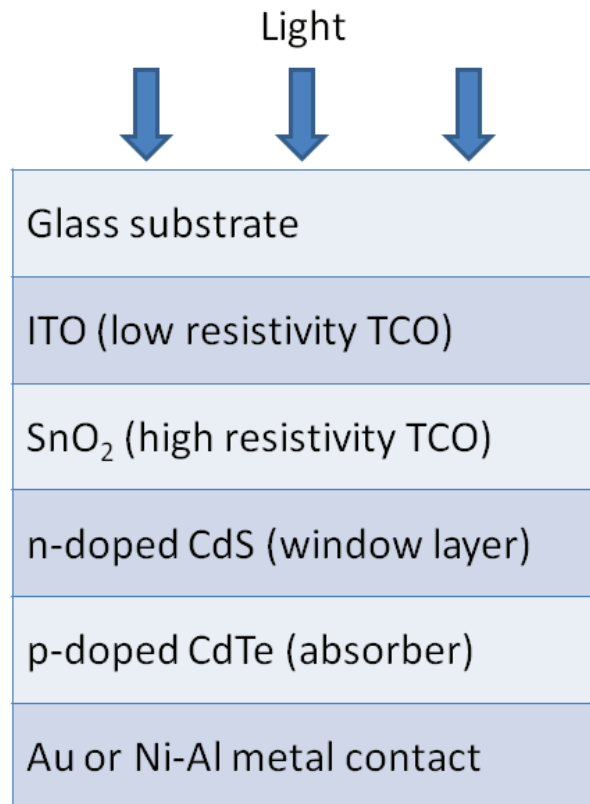 Light
Glass substrate
ITO (low resistivity TCO)
SnO₂ (high resistivity TCO)
n-doped CdS (window layer)
p-doped CdTe (absorber)
Au or Ni-Al metal contact